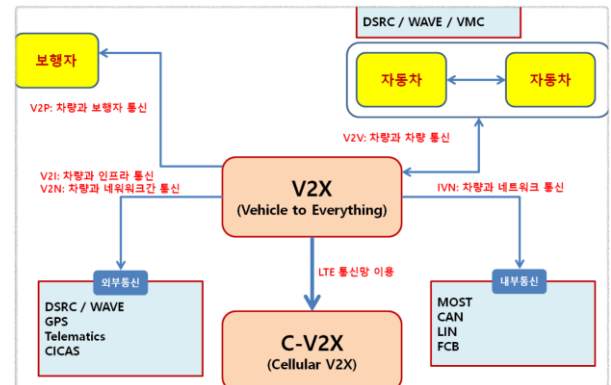 DSRC / WAVE / VMC
보행자
자동차
자동차
V2P: 차량과 보행자 통신
V2V: 차량과 차량 통신
V2I: 차량과 인프라 통신
V2N: 차량과 네워워크간 통신
V2X
(Vehicle to Everything)
IVN: 차량과 네트워크 통신
LTE 통신망 이용
외부통신
DSRC / WAVE
GPS
Telematics
CICAS
내부통신
MOST
CAN
LIN
FCB
C-V2X
(Cellular V2X)